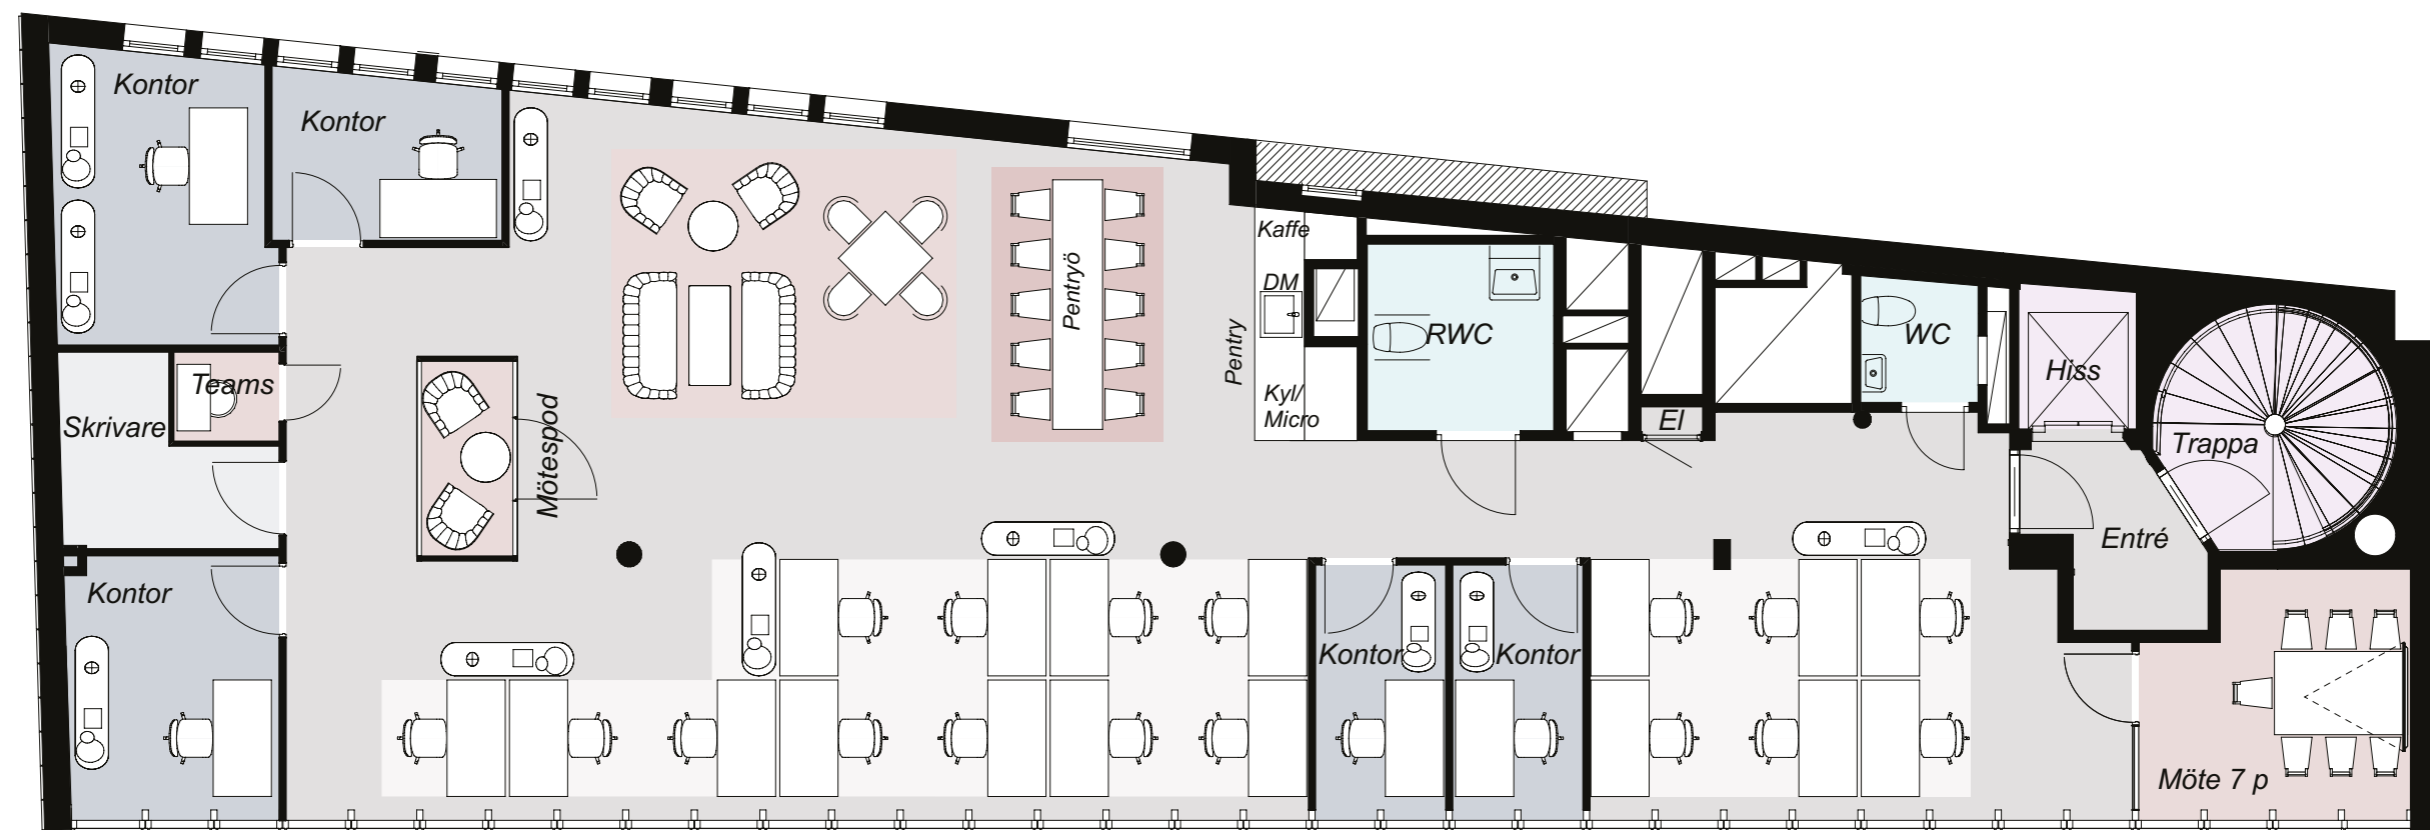 Kontor
Kontor
Kaffe
Pentryö
DM
RWC
WC
Pentry
Hiss
Teams
Kyl/
Micro
Skrivare
El
Trappa
Mötespod
Entré
Kontor
Kontor
Kontor
Möte 7 p